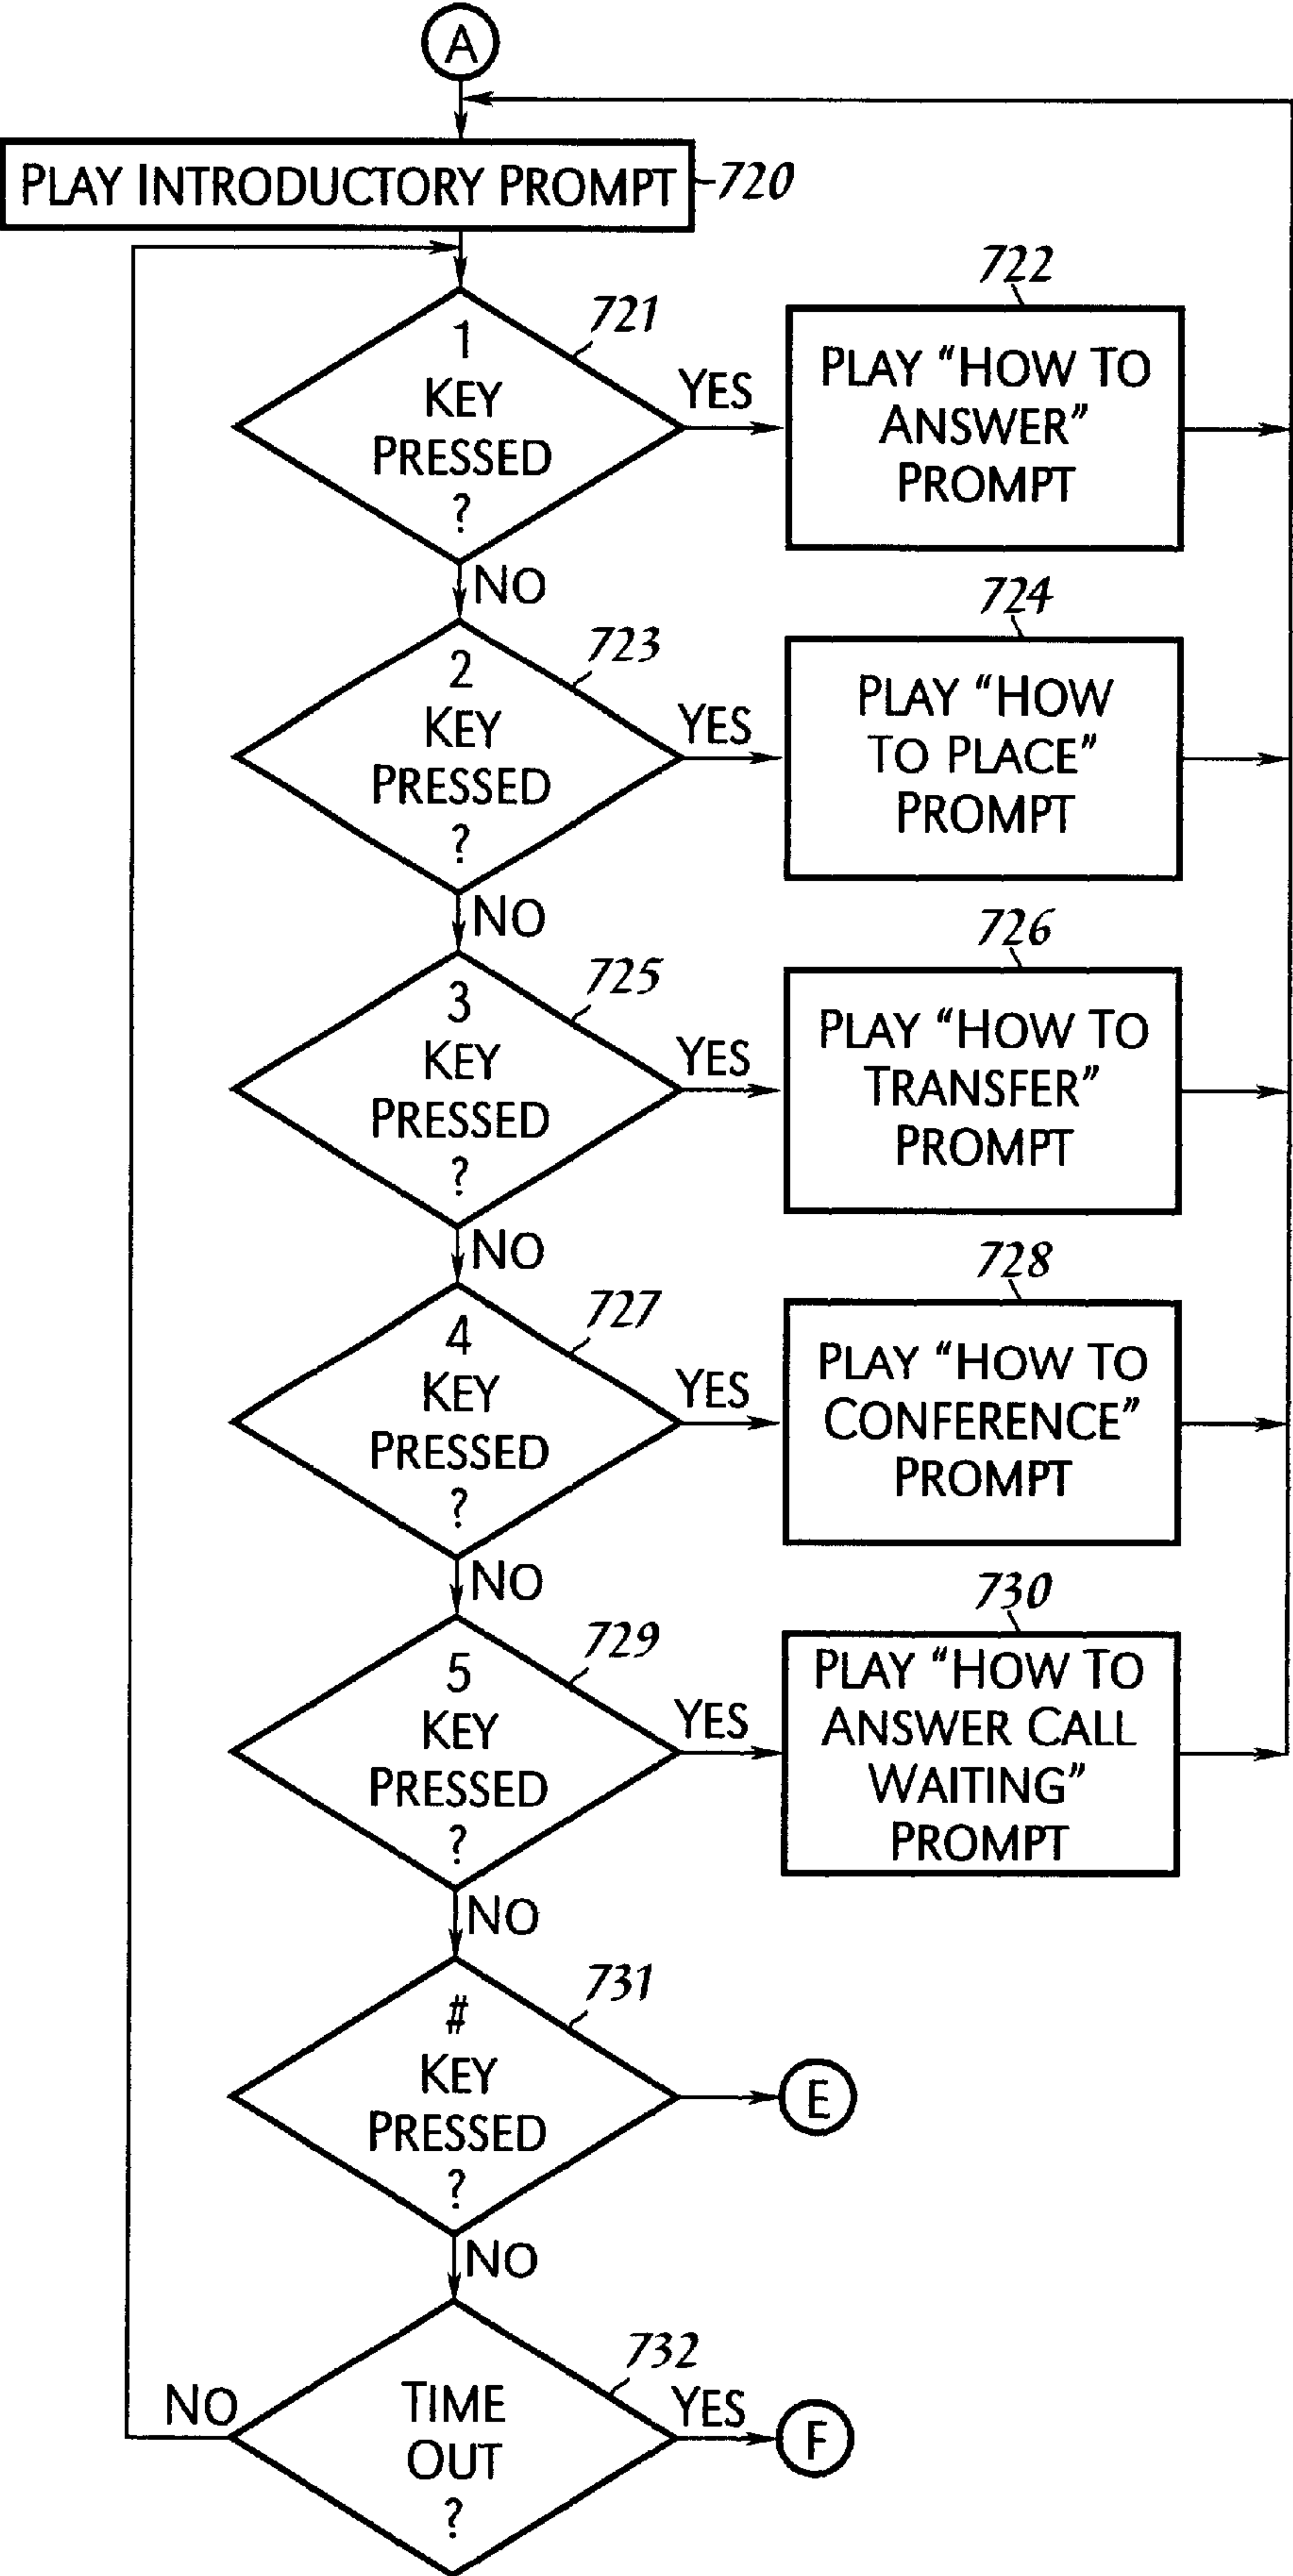 A
PLAY INTRODUCTORY PROMPT
720
1
KEY
PRESSED
?
721
YES
722
PLAY “HOW TO
ANSWER”
PROMPT
NO
2
KEY
PRESSED
?
723
YES
724
PLAY “HOW
TO PLACE”
PROMPT
NO
3
KEY
PRESSED
?
725
YES
726
PLAY “HOW TO
TRANSFER”
PROMPT
NO
4
KEY
PRESSED
?
727
YES
728
PLAY “HOW TO
CONFERENCE”
PROMPT
NO
5
KEY
PRESSED
?
729
YES
730
PLAY “HOW TO
ANSWER CALL
WAITING”
PROMPT
NO
#
KEY
PRESSED
?
731
E
NO
TIME
OUT
?
732
NO
YES
F